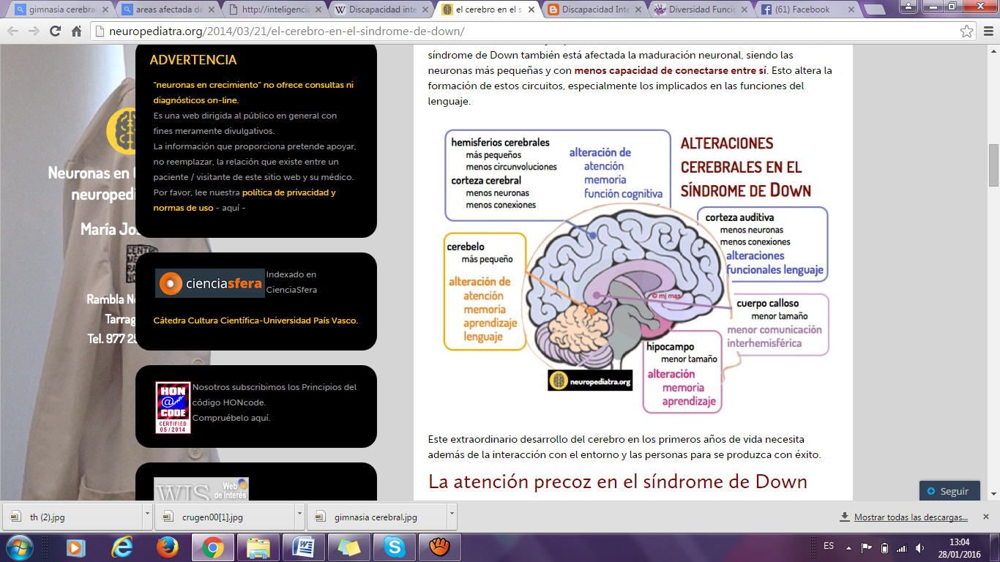 gimnasia cerebral
areas afectada de
http://inteligencia
Discapacidad inte
el cerebro en el s
Discapacidad Inte
Diversidad Funcio
(61) Facebook
neuropediatra.org/2014/03/21/el-cerebro-en-el-sindrome-de-down/
Neuronas en
neuropedi
María Jos
Tel. 977 25
ADVERTENCIA
"neuronas en crecimiento" no ofrece consultas ni
diagnósticos on-line.
Es una web dirigida al público en general con
fines meramente divulgativos.
La información que proporciona pretende apoyar,
no reemplazar, la relación que existe entre un
paciente / visitante de este sitio web y su médico.
Por favor, lee nuestra política de privacidad y
normas de uso - aquí -
cienciasfera
Indexado en
CienciaSfera
Cátedra Cultura Científica-Universidad País Vasco.
HON
@
CODE
CERTIFIED
05/2014
Nosotros subscribimos los Principios del
código HONcode.
Compruébelo aquí.
WIS
Web
de Interés
síndrome de Down también está afectada la maduración neuronal, siendo las
neuronas más pequeñas y con menos capacidad de conectarse entre sí. Esto altera la
formación de estos circuitos, especialmente los implicados en las funciones del
lenguaje.
ALTERACIONES
CEREBRALES EN EL
SÍNDROME DE DOWN
hemisferios cerebrales
más pequeños
menos circunvoluciones
corteza cerebral
menos neuronas
menos conexiones
alteración de
atención
memoria
función cognitiva
corteza auditiva
menos neuronas
menos conexiones
alteraciones
funcionales lenguaje
cerebelo
más pequeño
alteración de
atención
memoria
aprendizaje
lenguaje
© mj mas
cuerpo calloso
menor tamaño
menor comunicación
interhemisférica
hipocampo
menor tamaño
alteración
memoria
aprendizaje
neuropediatra.org
Este extraordinario desarrollo del cerebro en los primeros años de vida necesita
además de la interacción con el entorno y las personas para se produzca con éxito.
La atención precoz en el síndrome de Down
Seguir
th (2).jpg
crugen00[1].jpg
gimnasia cerebral.jpg
Mostrar todas las descargas...
ES
13:04
28/01/2016